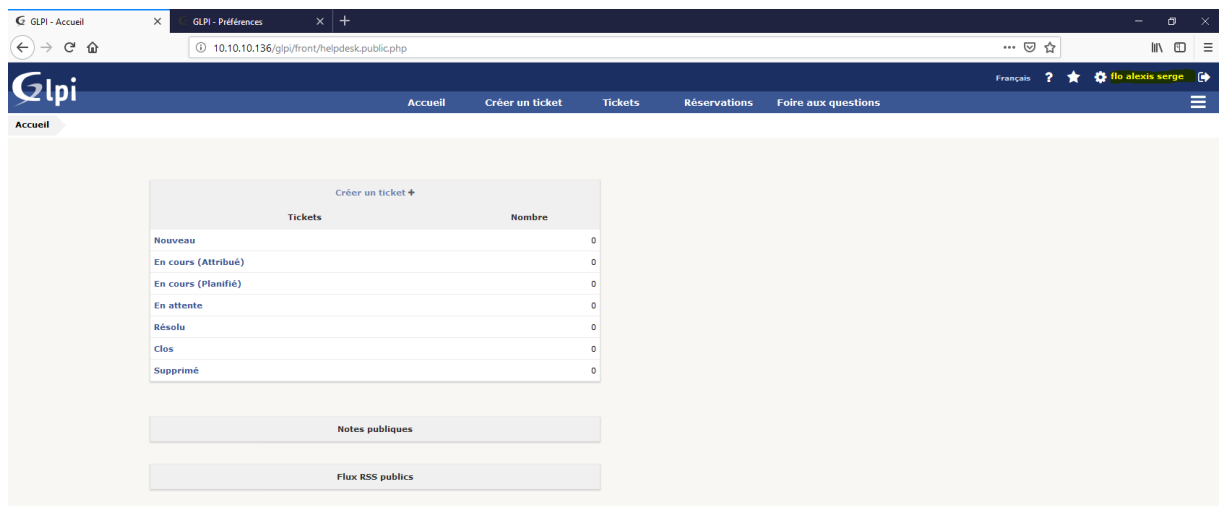 GLPI - Accueil
GLPI - Préférences
10.10.10.136/glpi/front/helpdesk.public.php
Glpi
Français ? flo alexis serge
Accueil Créer un ticket Tickets Réservations Foire aux questions
Accueil
Créer un ticket +
Tickets Nombre
Nouveau 0
En cours (Attribué) 0
En cours (Planifié) 0
En attente 0
Résolu 0
Clos 0
Supprimé 0
Notes publiques
Flux RSS publics